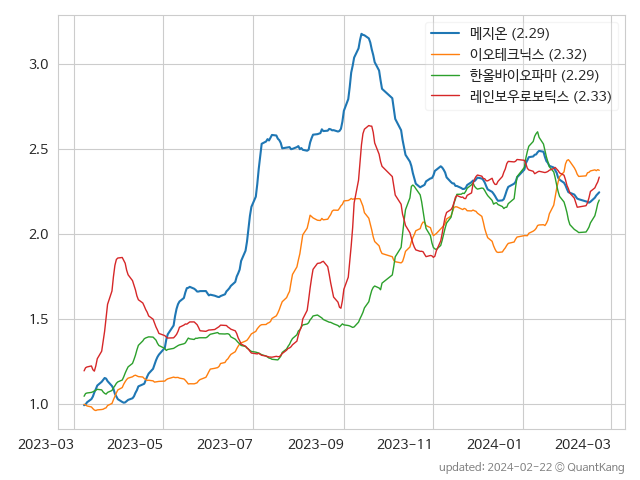 메지온 (2.29)
이오테크닉스 (2.32)
한올바이오파마 (2.29)
레인보우로보틱스 (2.33)
3.0
2.5
2.0
1.5
1.0
2023-03 2023-05 2023-07 2023-09 2023-11 2024-01 2024-03
updated: 2024-02-22 © QuantKang